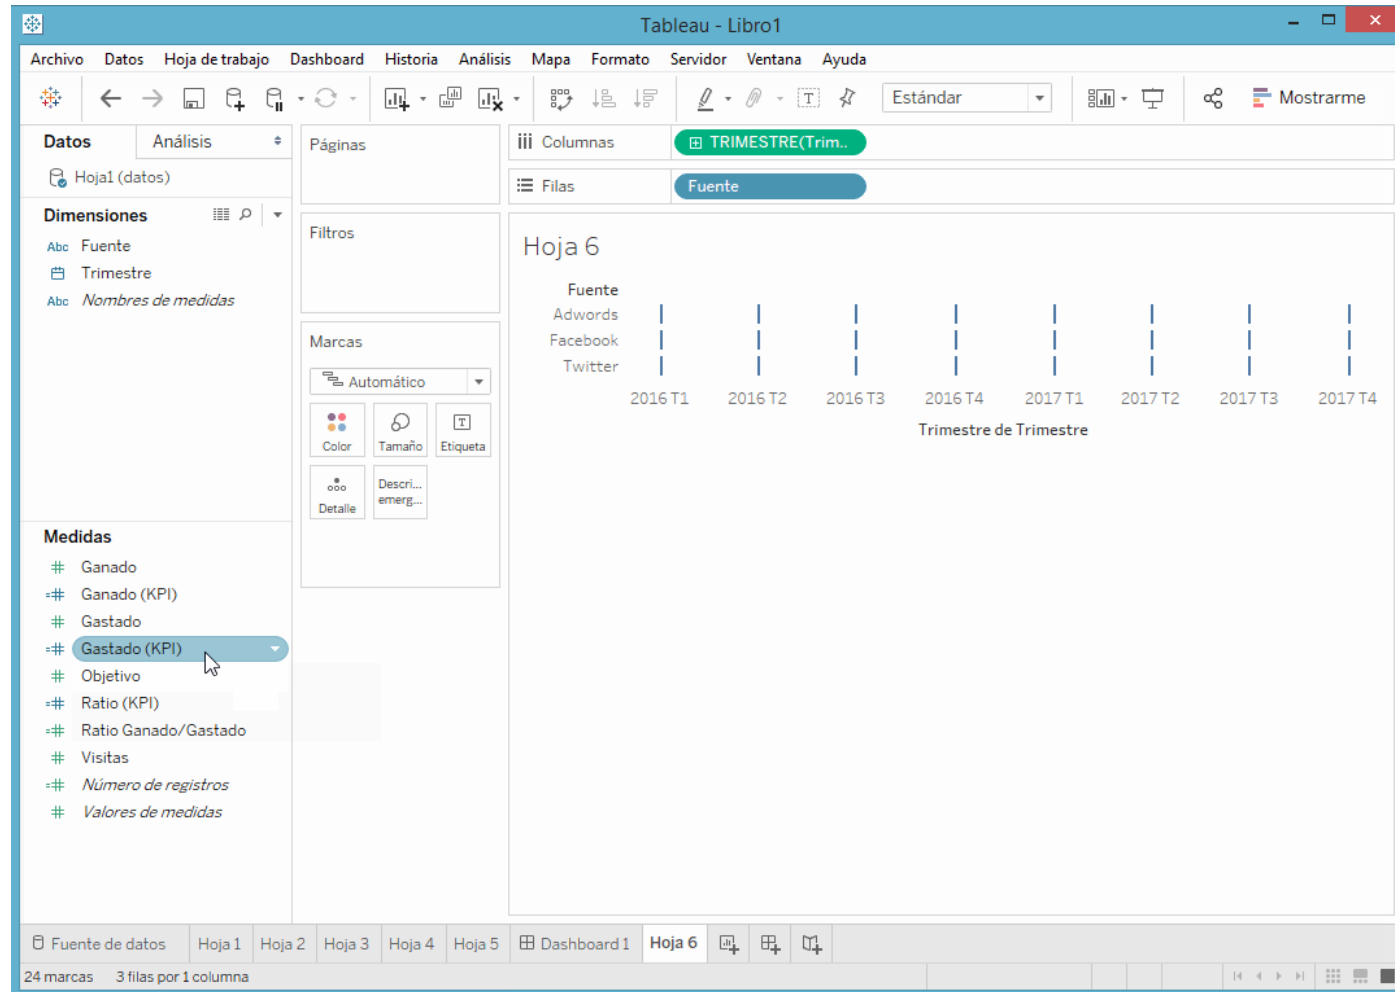 Tableau - Libro1
Archivo Datos Hoja de trabajo Dashboard Historia Análisis Mapa Formato Servidor Ventana Ayuda
Estándar
Mostrarme
Datos Análisis
Hoja1 (datos)
Dimensiones
Abc Fuente
Trimestre
Abc Nombres de medidas
Medidas
Ganado
Ganado (KPI)
Gastado
Gastado (KPI)
Objetivo
Ratio (KPI)
Ratio Ganado/Gastado
Visitas
Número de registros
Valores de medidas
Páginas
Filtros
Marcas
Automático
Color Tamaño Etiqueta
Detalle
Descri...
emerg...
Columnas TRIMESTRE(Trim..
Filas Fuente
Hoja 6
Fuente
Adwords
Facebook
Twitter
2016 T1 2016 T2 2016 T3 2016 T4 2017 T1 2017 T2 2017 T3 2017 T4
Trimestre de Trimestre
Fuente de datos Hoja 1 Hoja 2 Hoja 3 Hoja 4 Hoja 5 Dashboard 1 Hoja 6
24 marcas 3 filas por 1 columna